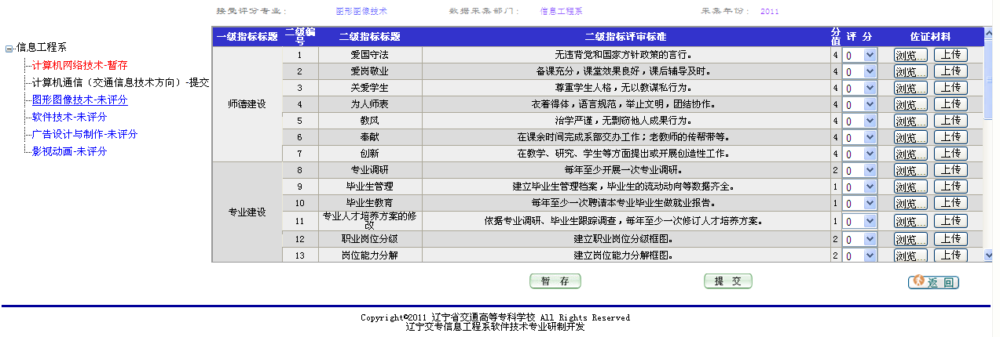 接受评分专业： 图形图像技术 数据采集部门： 信息工程系 采集年份： 2011
信息工程系
计算机网络技术-暂存
计算机通信（交通信息技术方向）-提交
图形图像技术-未评分
软件技术-未评分
广告设计与制作-未评分
影视动画-未评分
一级指标标题 二级编号 二级指标标题 二级指标评审标准 分值 评 分 佐证材料
师德建设
1 爱国守法 无违背党和国家方针政策的言行。 4 0 浏览... 上传
2 爱岗敬业 备课充分，课堂效果良好，课后辅导及时。 4 0 浏览... 上传
3 关爱学生 尊重学生人格，无以教谋私行为。 4 0 浏览... 上传
4 为人师表 衣着得体，语言规范，举止文明，团结协作。 4 0 浏览... 上传
5 教风 治学严谨，无剽窃他人成果行为。 4 0 浏览... 上传
6 奉献 在课余时间完成系部交办工作；老教师的传帮带等。 4 0 浏览... 上传
7 创新 在教学、研究、学生等方面提出或开展创造性工作。 4 0 浏览... 上传
专业建设
8 专业调研 每年至少开展一次专业调研。 2 0 浏览... 上传
9 毕业生管理 建立毕业生管理档案，毕业生的流动动向等数据齐全。 1 0 浏览... 上传
10 毕业生教育 每年至少一次聘请本专业毕业生做就业报告。 1 0 浏览... 上传
11 专业人才培养方案的修改 依据专业调研、毕业生跟踪调查，每年至少一次修订人才培养方案。 1 0 浏览... 上传
12 职业岗位分级 建立职业岗位分级框图。 2 0 浏览... 上传
13 岗位能力分解 建立岗位能力分解框图。 2 0 浏览... 上传
暂 存 提 交 返 回
Copyright©2011 辽宁省交通高等专科学校 All Rights Reserved
辽宁交专信息工程系软件技术专业研制开发